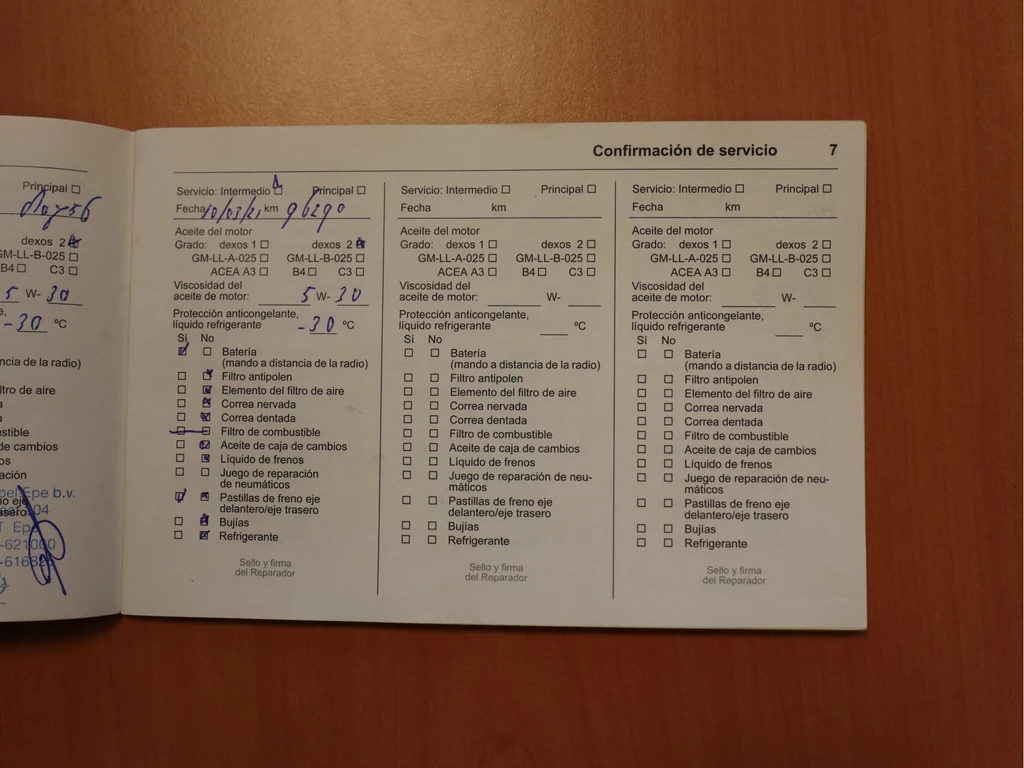 Confirmación de servicio 7
Principal
dexos 2
GM-LL-B-025
B4 C3
5 W- 30
-30 °C
ncia de la radio)
ltro de aire
stible
de cambios
os
ación
pel Epe b.v.
no eje
asero
04
T Epe
-621000
Servicio: Intermedio Principal
Fecha 10/03/21 km 96290
Aceite del motor
Grado: dexos 1 dexos 2
GM-LL-A-025 GM-LL-B-025
ACEA A3 B4 C3
Viscosidad del
aceite de motor: 5 W- 30
Protección anticongelante,
líquido refrigerante -30 °C
Sí No
Batería
(mando a distancia de la radio)
Filtro antipolen
Elemento del filtro de aire
Correa nervada
Correa dentada
Filtro de combustible
Aceite de caja de cambios
Líquido de frenos
Juego de reparación
de neumáticos
Pastillas de freno eje
delantero/eje trasero
Bujías
Refrigerante
Sello y firma
del Reparador
Servicio: Intermedio Principal
Fecha km
Aceite del motor
Grado: dexos 1 dexos 2
GM-LL-A-025 GM-LL-B-025
ACEA A3 B4 C3
Viscosidad del
aceite de motor: W-
Protección anticongelante,
líquido refrigerante °C
Sí No
Batería
(mando a distancia de la radio)
Filtro antipolen
Elemento del filtro de aire
Correa nervada
Correa dentada
Filtro de combustible
Aceite de caja de cambios
Líquido de frenos
Juego de reparación de neu-
máticos
Pastillas de freno eje
delantero/eje trasero
Bujías
Refrigerante
Sello y firma
del Reparador
Servicio: Intermedio Principal
Fecha km
Aceite del motor
Grado: dexos 1 dexos 2
GM-LL-A-025 GM-LL-B-025
ACEA A3 B4 C3
Viscosidad del
aceite de motor: W-
Protección anticongelante,
líquido refrigerante °C
Sí No
Batería
(mando a distancia de la radio)
Filtro antipolen
Elemento del filtro de aire
Correa nervada
Correa dentada
Filtro de combustible
Aceite de caja de cambios
Líquido de frenos
Juego de reparación de neu-
máticos
Pastillas de freno eje
delantero/eje trasero
Bujías
Refrigerante
Sello y firma
del Reparador